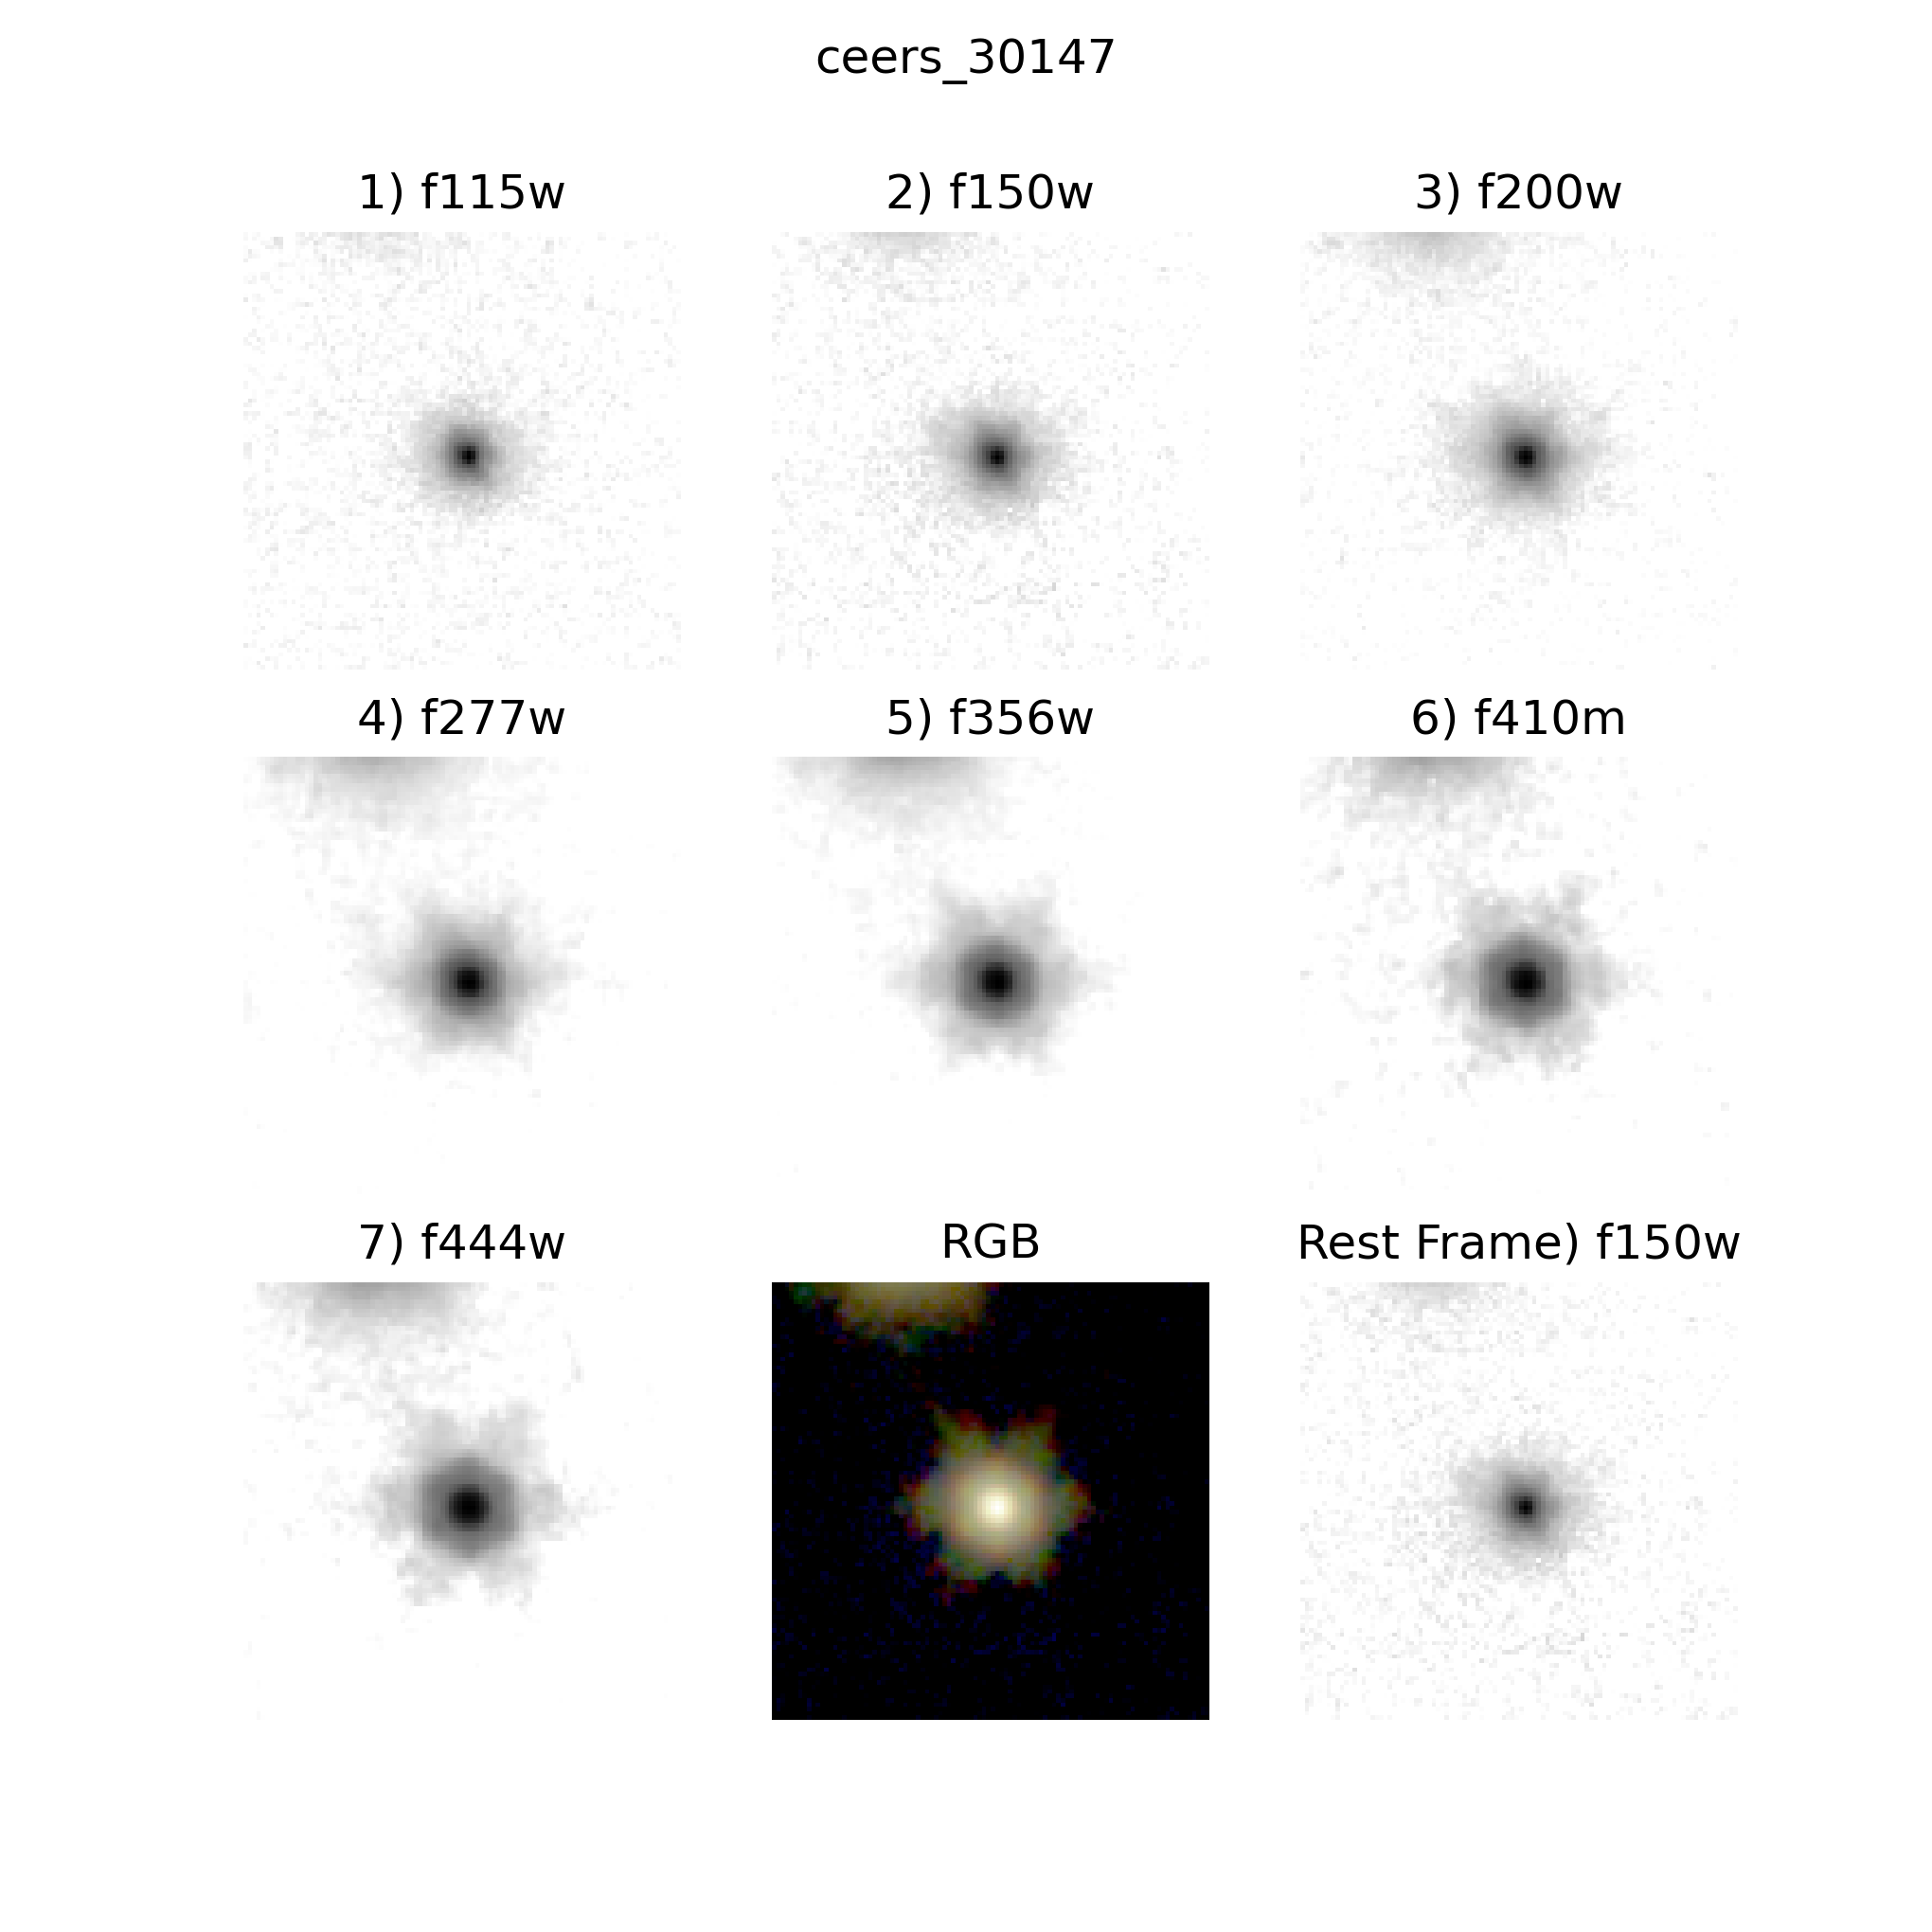 ceers_30147
1) f115w
2) f150w
3) f200w
4) f277w
5) f356w
6) f410m
7) f444w
RGB
Rest Frame) f150w